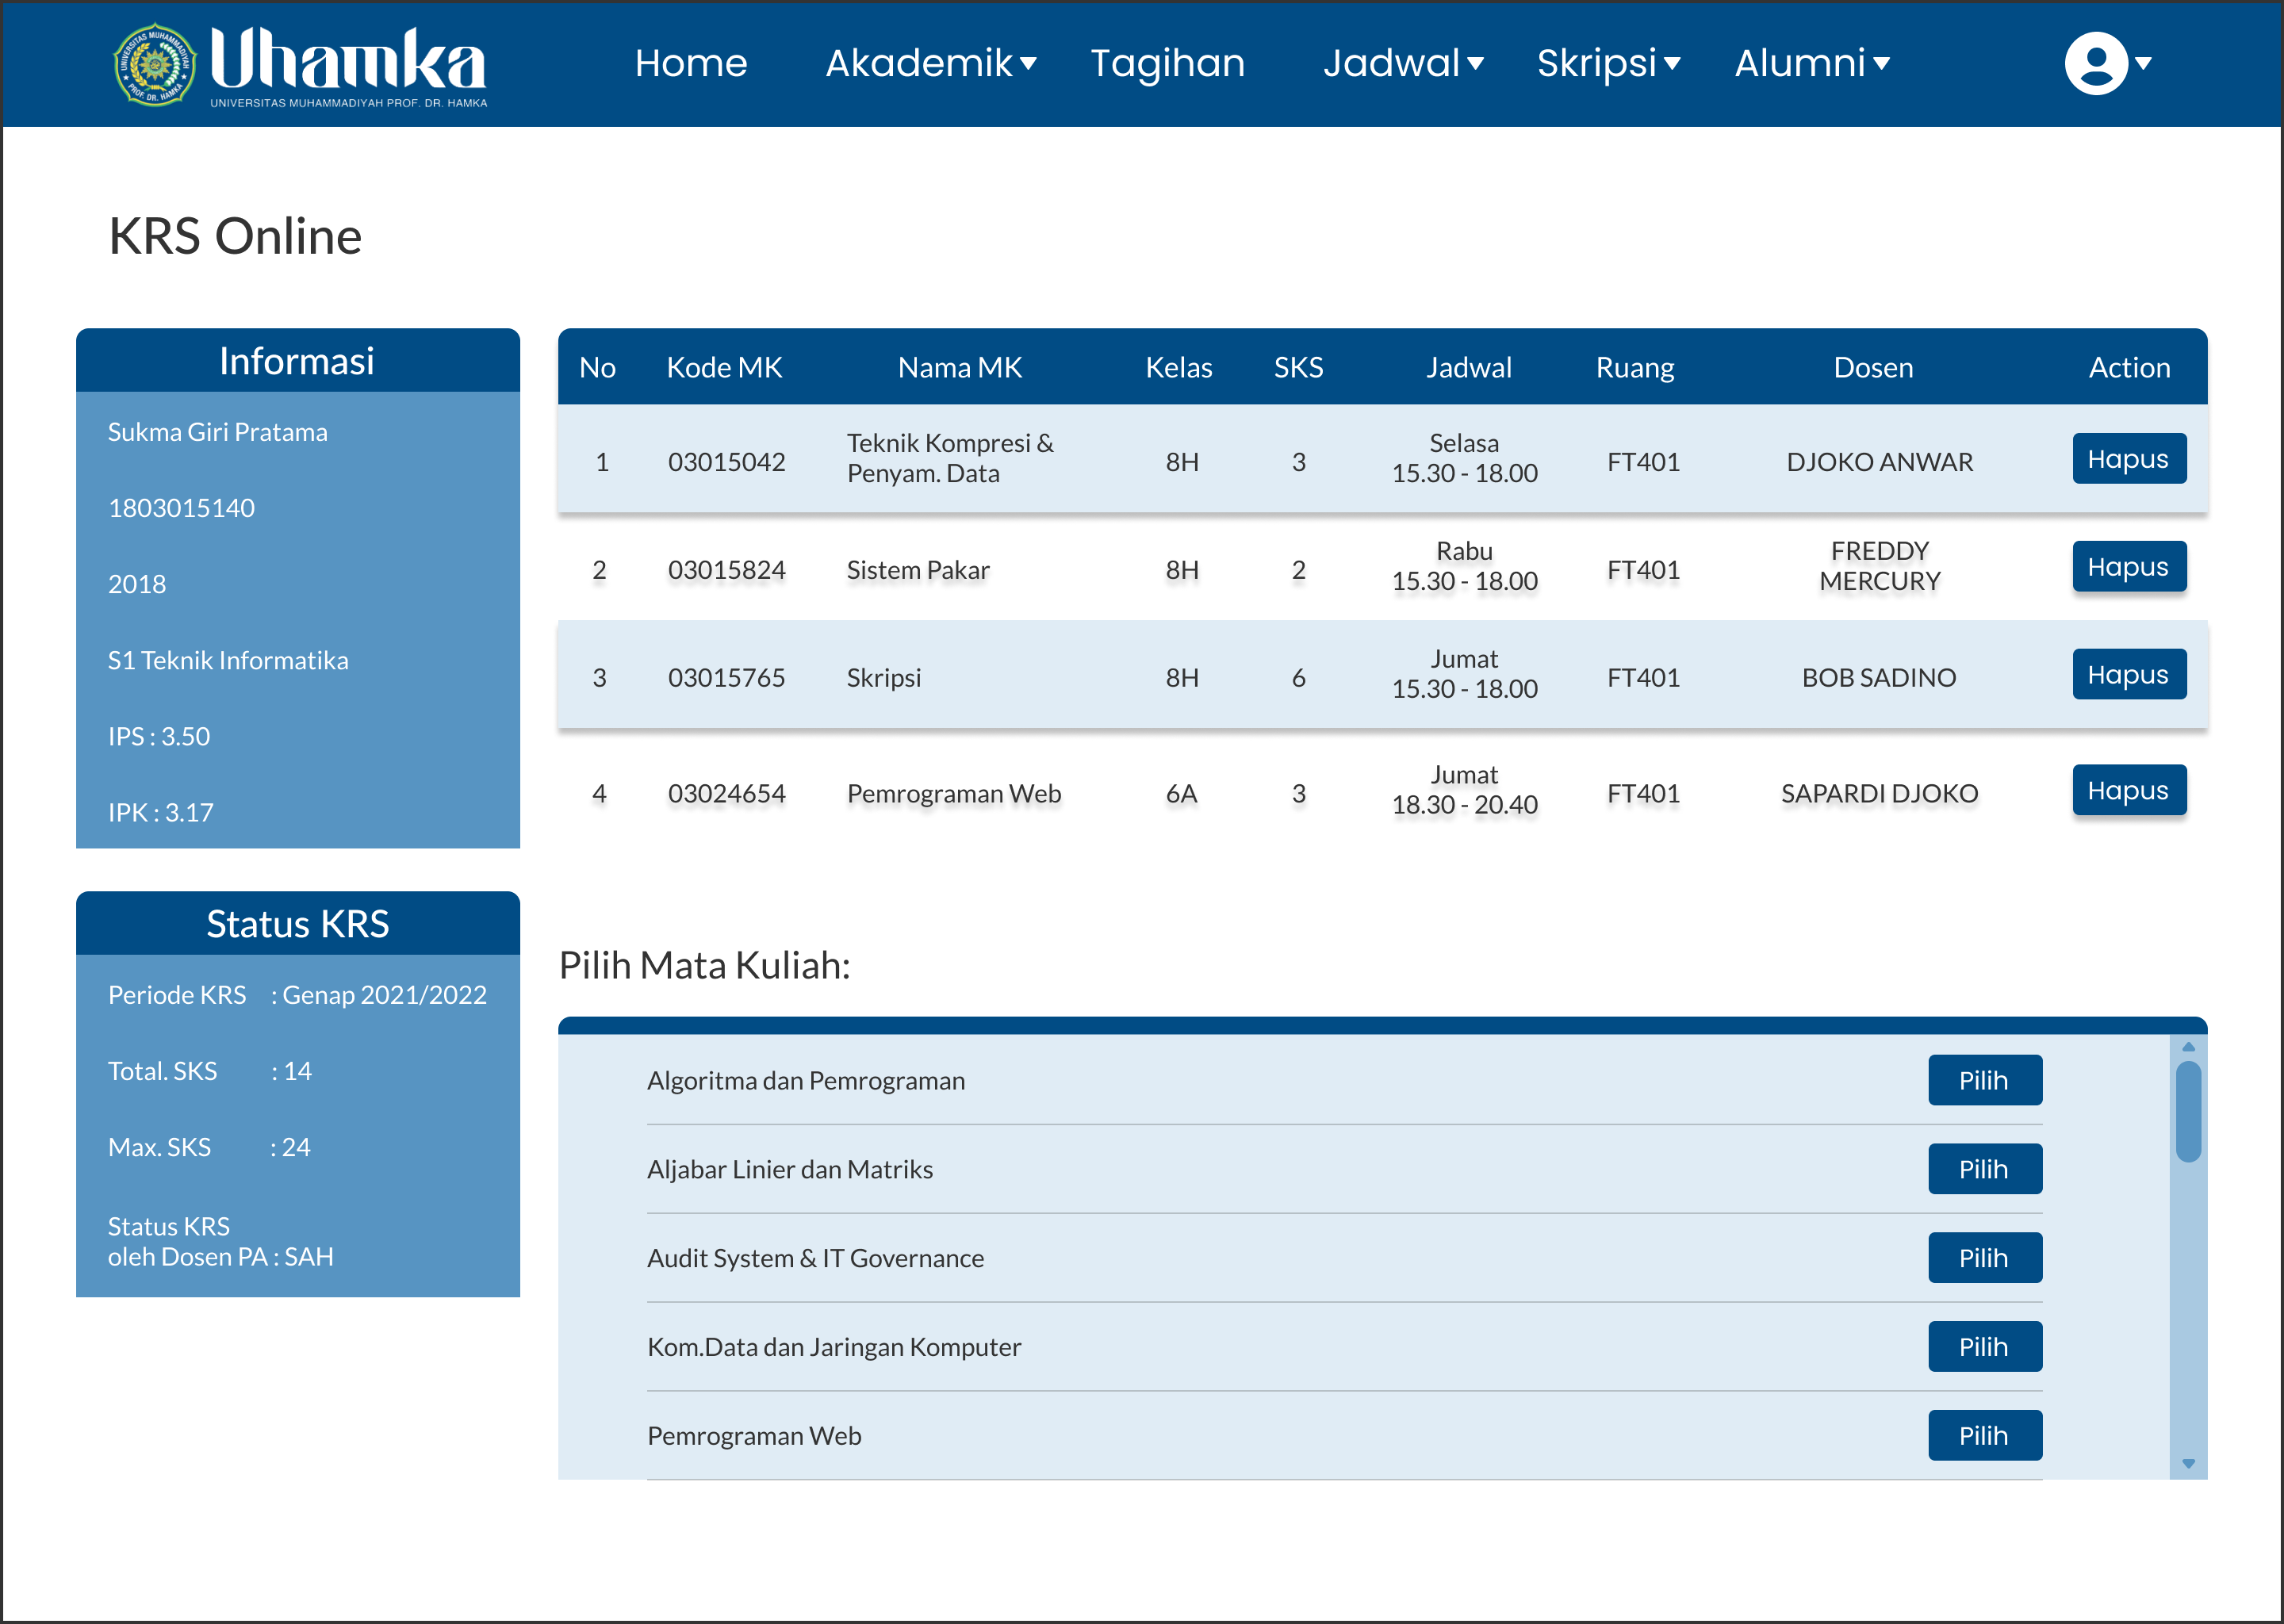 UNIVERSITAS MUHAMMADIYAH
PROF. DR. HAMKA
Uhamka
UNIVERSITAS MUHAMMADIYAH PROF. DR. HAMKA
Home Akademik Tagihan Jadwal Skripsi Alumni
KRS Online
Informasi
Sukma Giri Pratama
1803015140
2018
S1 Teknik Informatika
IPS : 3.50
IPK : 3.17
Status KRS
Periode KRS : Genap 2021/2022
Total. SKS : 14
Max. SKS : 24
Status KRS
oleh Dosen PA : SAH
No Kode MK Nama MK Kelas SKS Jadwal Ruang Dosen Action
1 03015042 Teknik Kompresi & Penyam. Data 8H 3 Selasa 15.30 - 18.00 FT401 DJOKO ANWAR Hapus
2 03015824 Sistem Pakar 8H 2 Rabu 15.30 - 18.00 FT401 FREDDY MERCURY Hapus
3 03015765 Skripsi 8H 6 Jumat 15.30 - 18.00 FT401 BOB SADINO Hapus
4 03024654 Pemrograman Web 6A 3 Jumat 18.30 - 20.40 FT401 SAPARDI DJOKO Hapus
Pilih Mata Kuliah:
Algoritma dan Pemrograman Pilih
Aljabar Linier dan Matriks Pilih
Audit System & IT Governance Pilih
Kom.Data dan Jaringan Komputer Pilih
Pemrograman Web Pilih